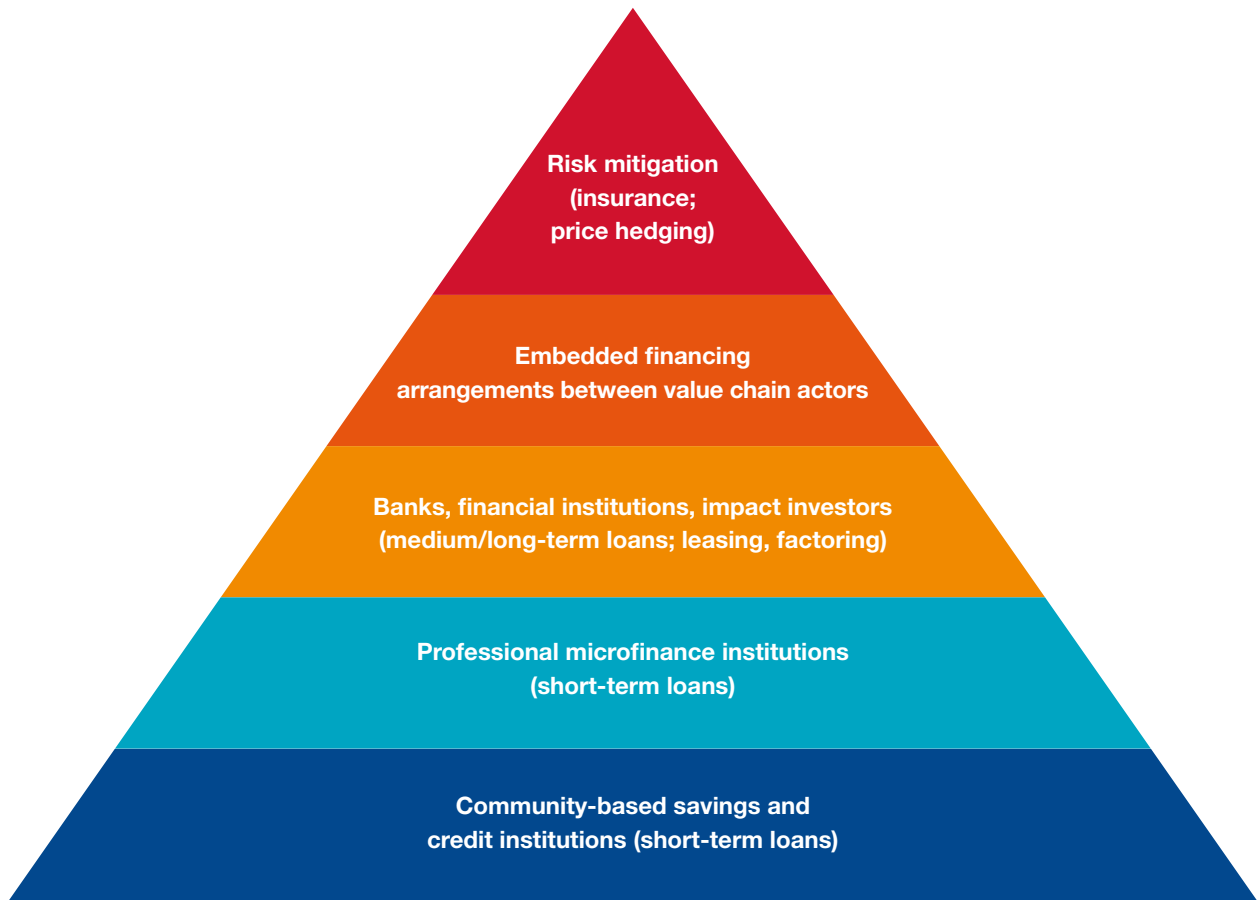 Risk mitigation
(insurance;
price hedging)
Embedded financing
arrangements between value chain actors
Banks, financial institutions, impact investors
(medium/long-term loans; leasing, factoring)
Professional microfinance institutions
(short-term loans)
Community-based savings and
credit institutions (short-term loans)